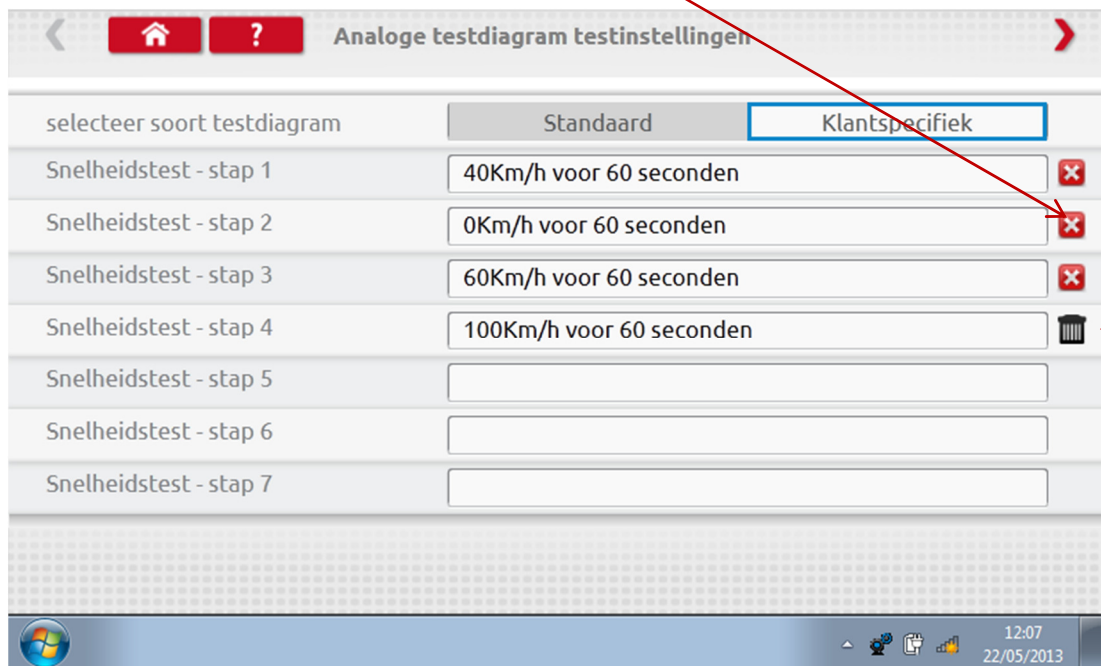 ? Analoge testdiagram testinstellingen
selecteer soort testdiagram Standaard Klantspecifiek
Snelheidstest - stap 1 40Km/h voor 60 seconden
Snelheidstest - stap 2 0Km/h voor 60 seconden
Snelheidstest - stap 3 60Km/h voor 60 seconden
Snelheidstest - stap 4 100Km/h voor 60 seconden
Snelheidstest - stap 5
Snelheidstest - stap 6
Snelheidstest - stap 7
12:07
22/05/2013